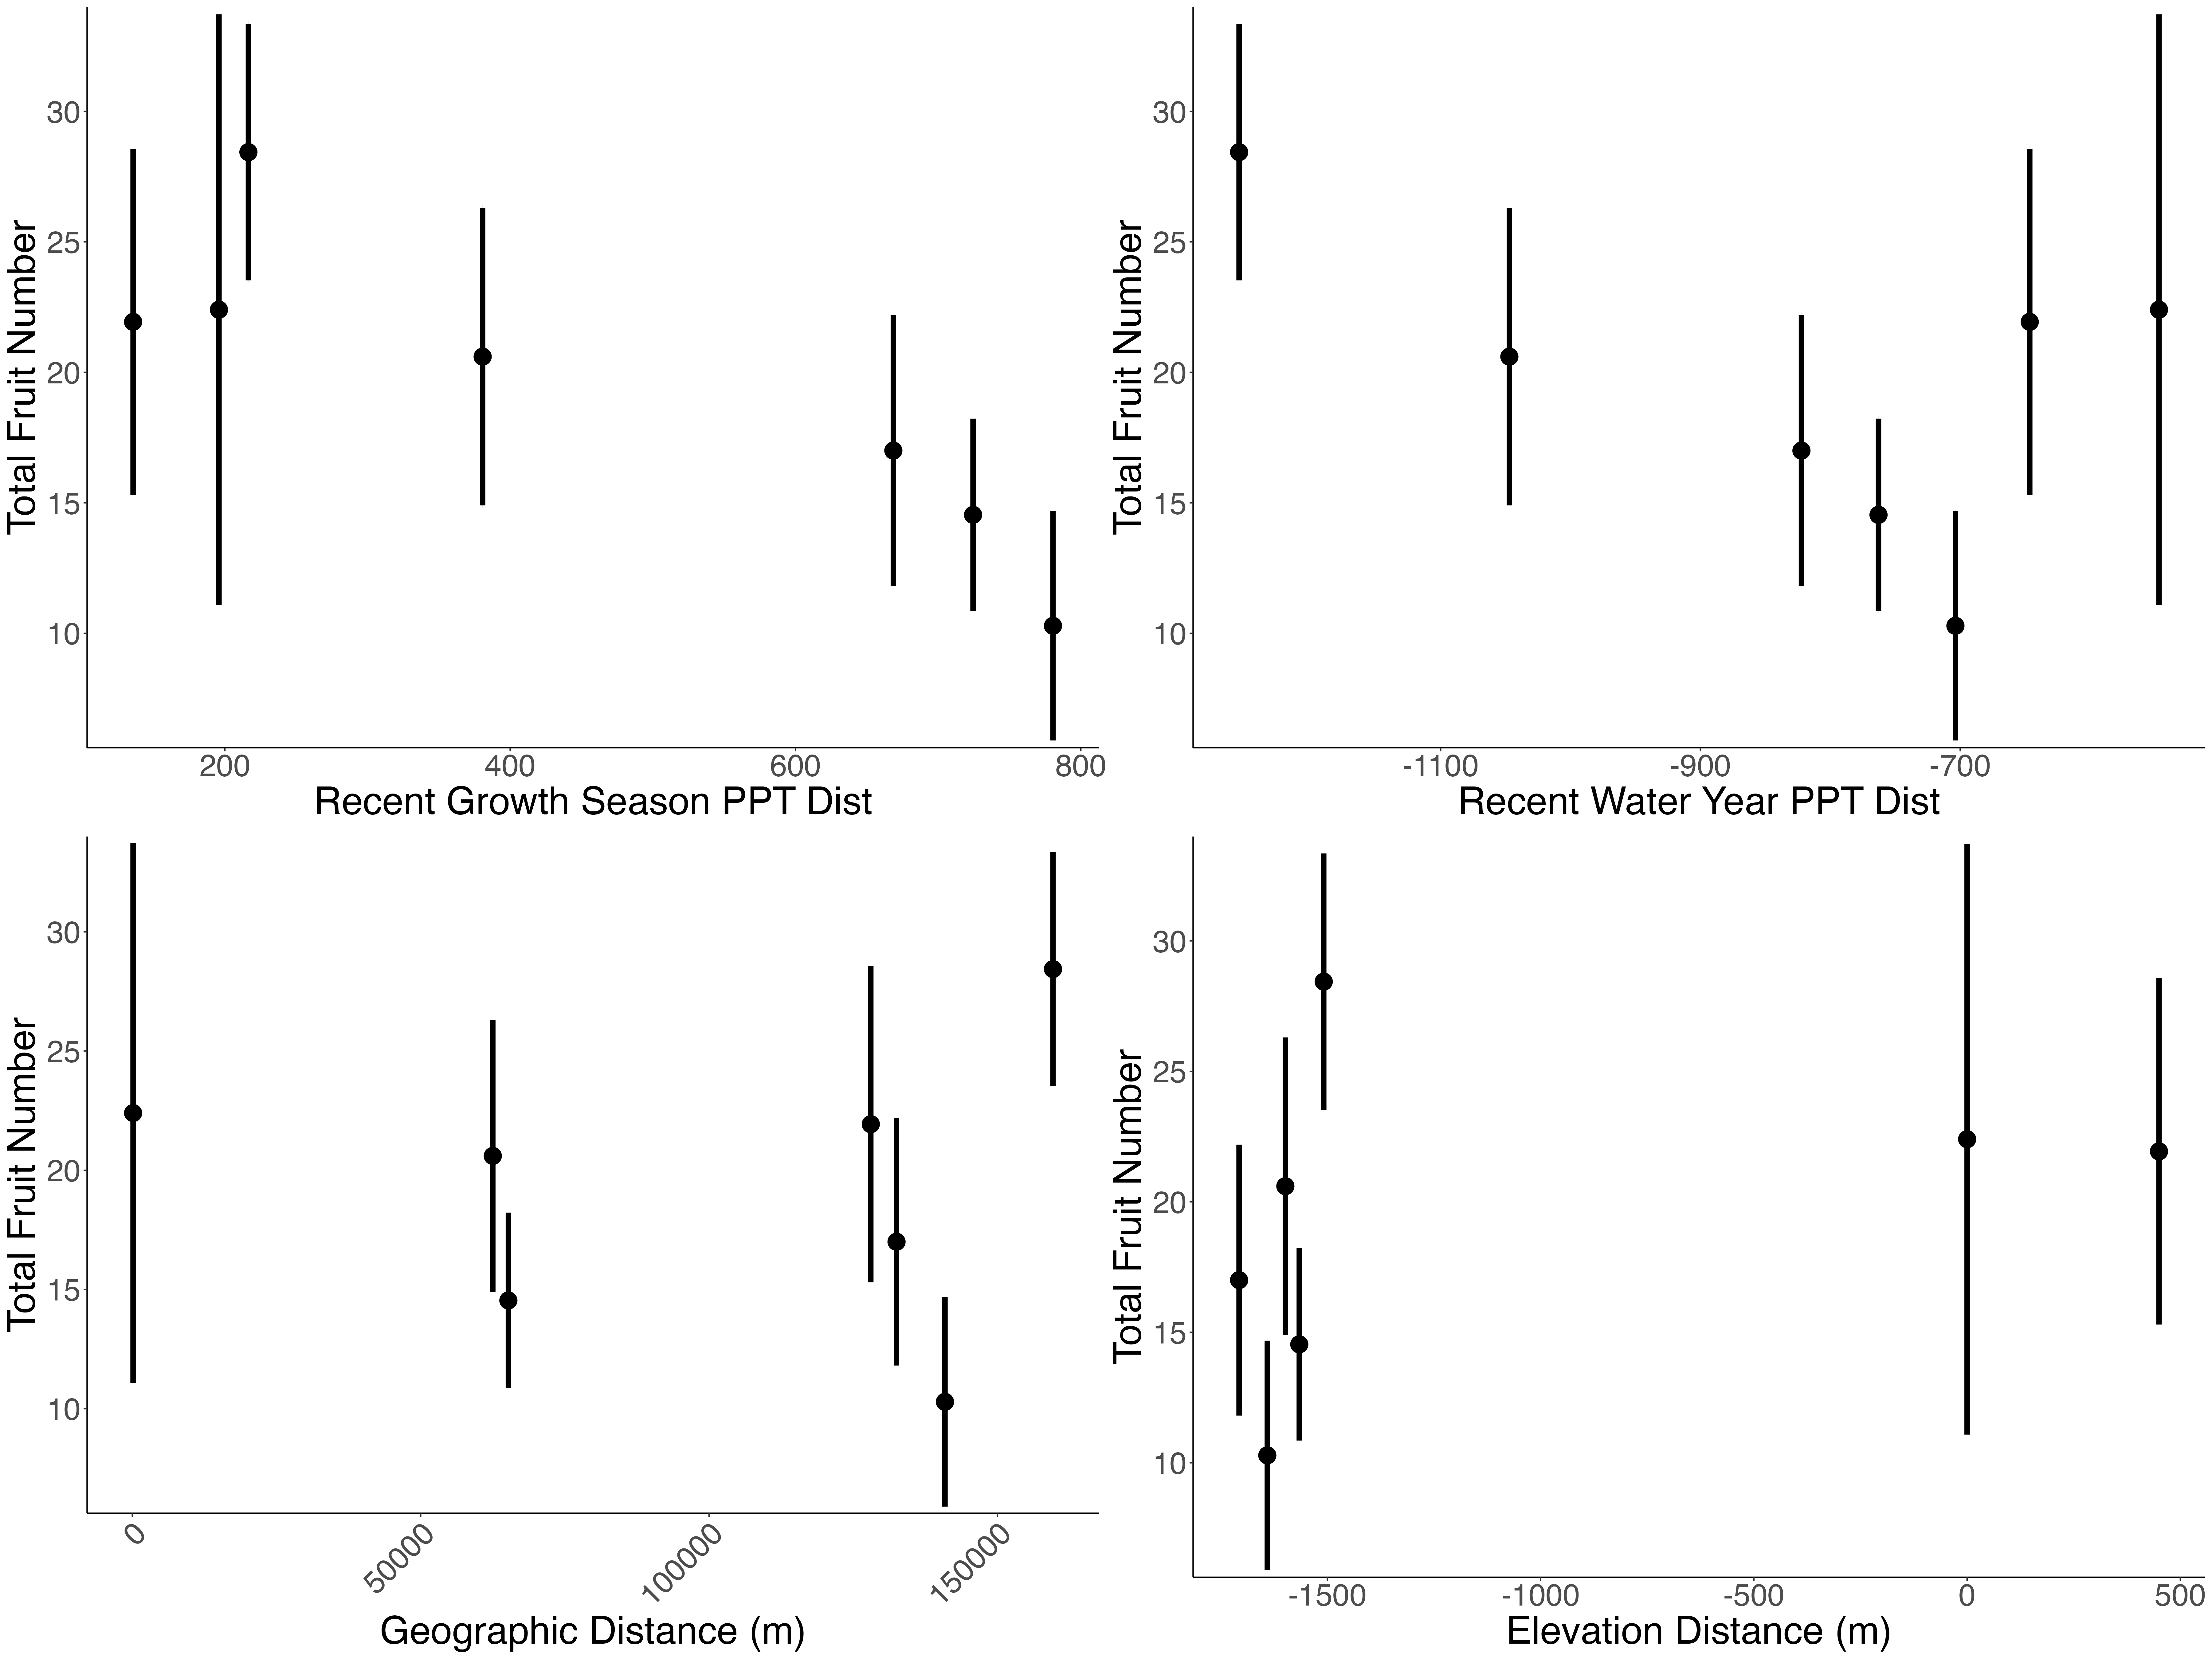 Total Fruit Number
30
25
20
15
10
200 400 600 800
Recent Growth Season PPT Dist
Total Fruit Number
30
25
20
15
10
-1100 -900 -700
Recent Water Year PPT Dist
Total Fruit Number
30
25
20
15
10
0 50000 100000 150000
Geographic Distance (m)
Total Fruit Number
30
25
20
15
10
-1500 -1000 -500 0 500
Elevation Distance (m)